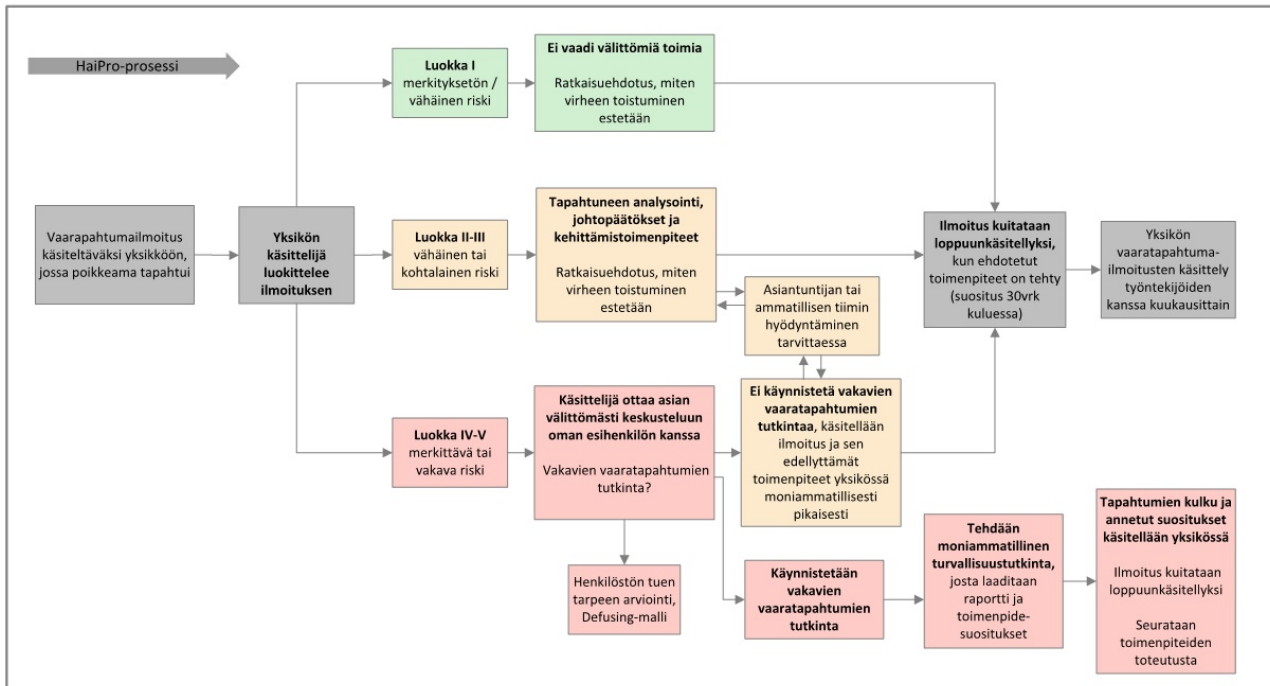 HaiPro-prosessi
Luokka I
merkityksetön /
vähäinen riski
Ei vaadi välittömiä toimia
Ratkaisuehdotus, miten
virheen toistuminen
estetään
Vaarapahtumailmoitus
käsiteltäväksi yksikköön,
jossa poikkeama tapahtui
Yksikön
käsittelijä
luokittelee
ilmoituksen
Luokka II-III
vähäinen tai
kohtalainen riski
Tapahtuneen analysointi,
johtopäätökset ja
kehittämistoimenpiteet
Ratkaisuehdotus, miten
virheen toistuminen
estetään
Asiantuntijan tai
ammatillisen tiimin
hyödyntäminen
tarvittaessa
Ilmoitus kuitataan
loppuunkäsitellyksi,
kun ehdotetut
toimenpiteet on tehty
(suositus 30vrk
kuluessa)
Yksikön
vaaratapahtuma-
ilmoitusten käsittely
työntekijöiden
kanssa kuukausittain
Luokka IV-V
merkittävä tai
vakava riski
Käsittelijä ottaa asian
välittömästi keskusteluun
oman esihenkilön kanssa
Vakavien vaaratapahtumien
tutkinta?
Ei käynnistetä vakavien
vaaratapahtumien
tutkintaa, käsitellään
ilmoitus ja sen
edellyttämät
toimenpiteet yksikössä
moniammatillisesti
pikaisesti
Henkilöstön tuen
tarpeen arviointi,
Defusing-malli
Käynnistetään
vakavien
vaaratapahtumien
tutkinta
Tehdään
moniammatillinen
turvallisuustutkinta,
josta laaditaan
raportti ja
toimenpide-
suositukset
Tapahtumien kulku ja
annetut suositukset
käsitellään yksikössä
Ilmoitus kuitataan
loppuunkäsitellyksi
Seurataan
toimenpiteiden
toteutusta